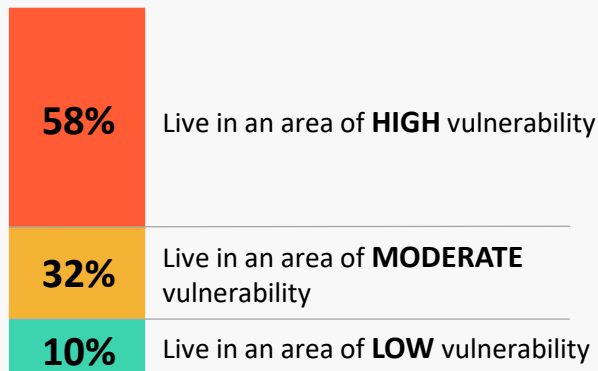 58%
Live in an area of HIGH vulnerability
32%
Live in an area of MODERATE
vulnerability
10%
Live in an area of LOW vulnerability